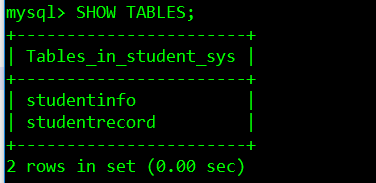 mysql> SHOW TABLES;
+-----------------------+
| Tables_in_student_sys |
+-----------------------+
| studentinfo           |
| studentrecord         |
+-----------------------+
2 rows in set (0.00 sec)